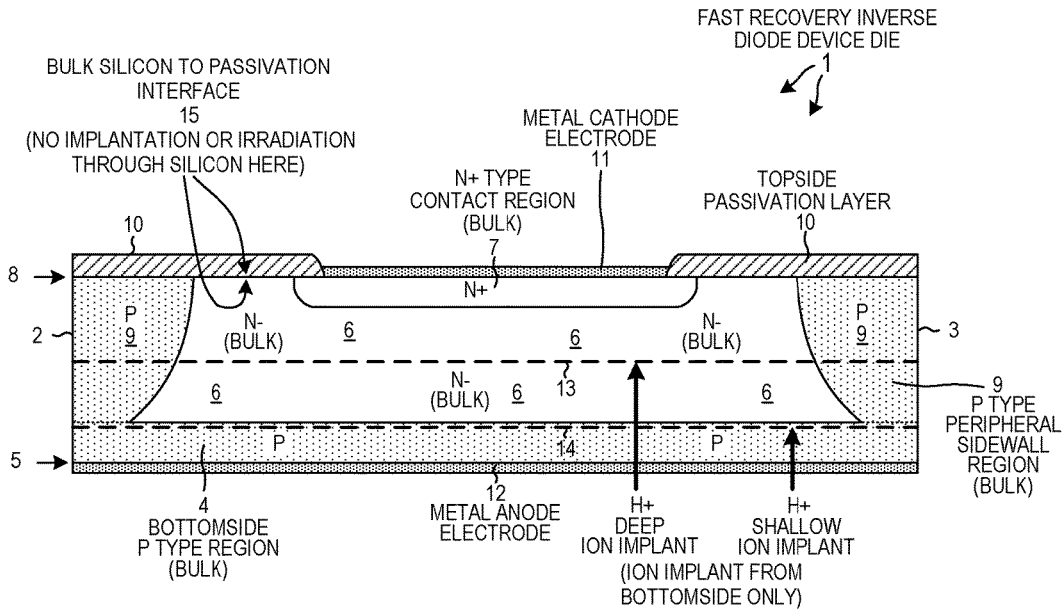 FAST RECOVERY INVERSE
DIODE DEVICE DIE
1
BULK SILICON TO PASSIVATION
INTERFACE
15
(NO IMPLANTATION OR IRRADIATION
THROUGH SILICON HERE)
METAL CATHODE
ELECTRODE
11
N+ TYPE
CONTACT REGION
(BULK)
7
TOPSIDE
PASSIVATION LAYER
10
10
8
N+
2
P
9
N-
(BULK)
6
6
N-
(BULK)
P
9
3
13
6
N-
(BULK)
6
6
9
P TYPE
PERIPHERAL
SIDEWALL
REGION
(BULK)
P
14
P
5
4
BOTTOMSIDE
P TYPE REGION
(BULK)
12
METAL ANODE
ELECTRODE
H+
DEEP
ION IMPLANT
H+
SHALLOW
ION IMPLANT
(ION IMPLANT FROM
BOTTOMSIDE ONLY)